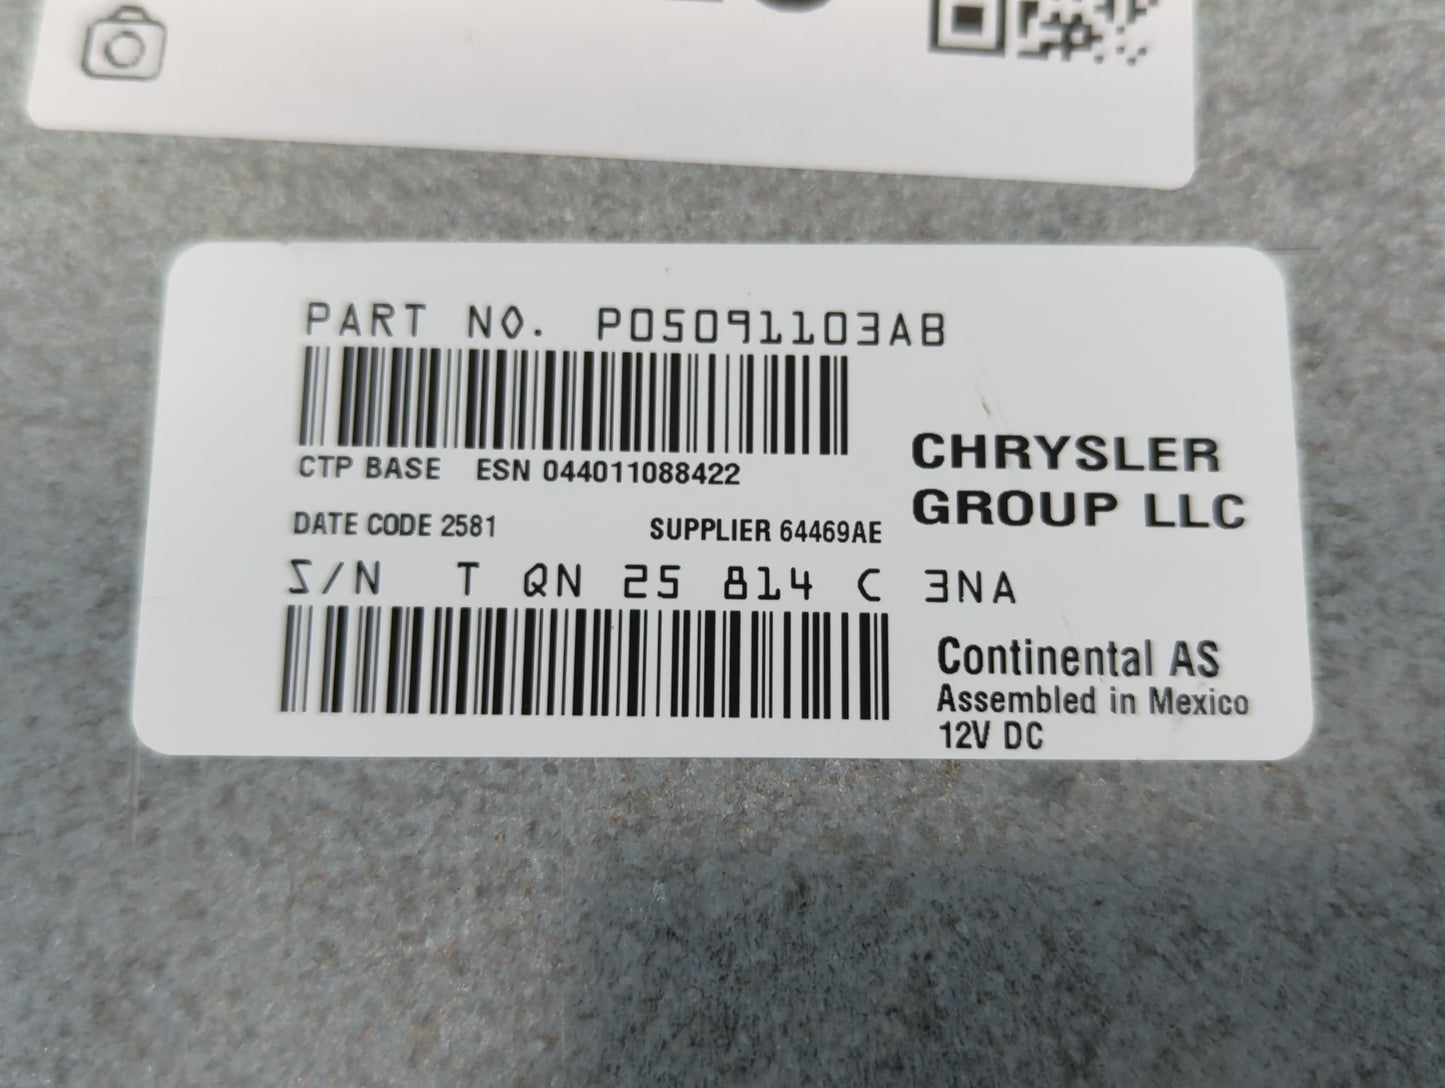 PART NO. P05091103AB
CTP BASE ESN 044011088422
CHRYSLER
GROUP LLC
DATE CODE 2581 SUPPLIER 64469AE
S/N T QN 25 814 C 3NA
Continental AS
Assembled in Mexico
12V DC